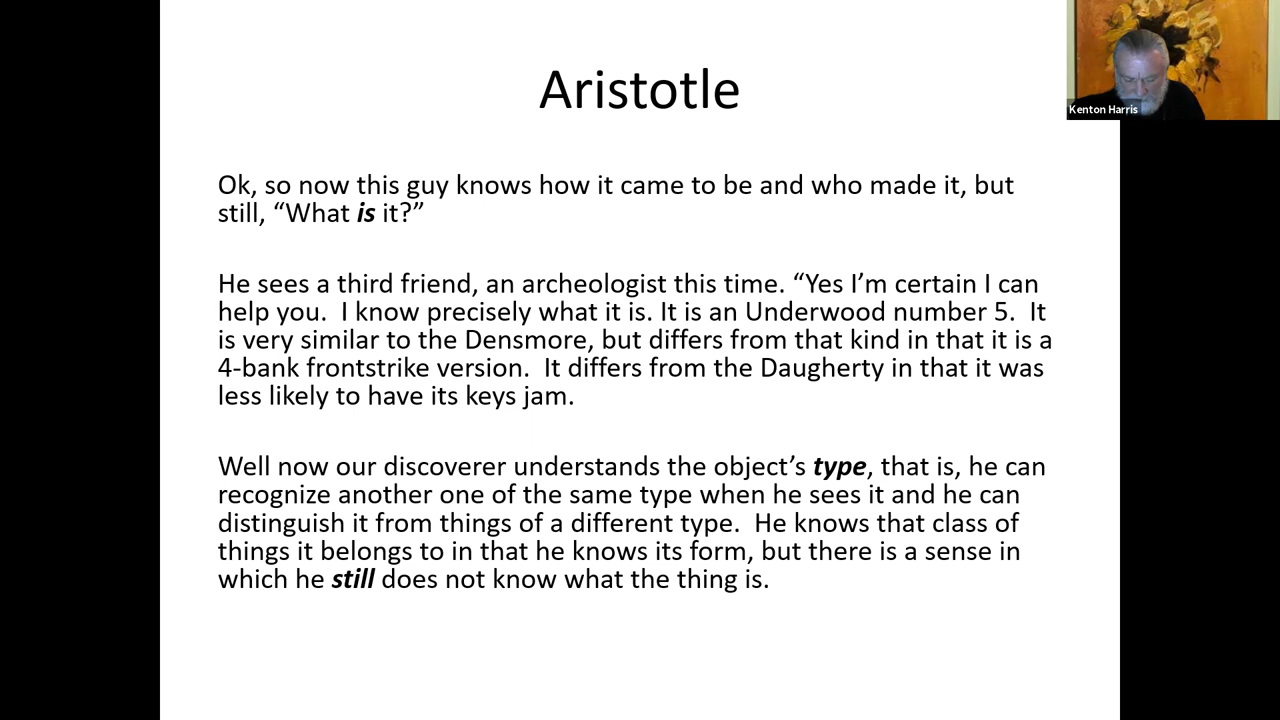 Aristotle
Kenton Harris
Ok, so now this guy knows how it came to be and who made it, but
still, “What is it?”
He sees a third friend, an archeologist this time. “Yes I’m certain I can
help you.  I know precisely what it is. It is an Underwood number 5.  It
is very similar to the Densmore, but differs from that kind in that it is a
4-bank frontstrike version.  It differs from the Daugherty in that it was
less likely to have its keys jam.
Well now our discoverer understands the object’s type, that is, he can
recognize another one of the same type when he sees it and he can
distinguish it from things of a different type.  He knows that class of
things it belongs to in that he knows its form, but there is a sense in
which he still does not know what the thing is.